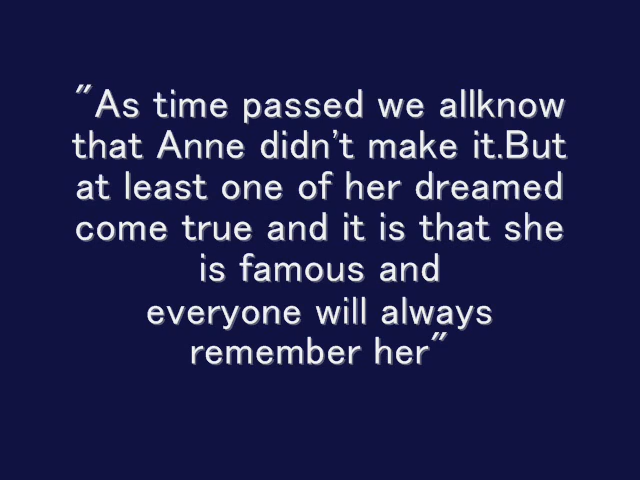 "As time passed we allknow
that Anne didn't make it.But
at least one of her dreamed
come true and it is that she
is famous and
everyone will always
remember her"